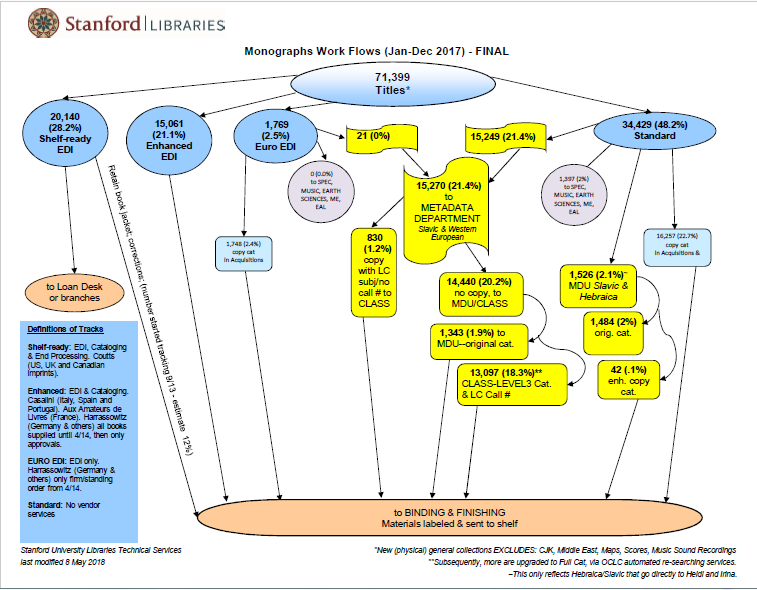 Stanford LIBRARIES
Monographs Work Flows (Jan-Dec 2017) - FINAL
71,399
Titles*
20,140
(28.2%)
Shelf-ready
EDI
15,061
(21.1%)
Enhanced
EDI
1,769
(2.5%)
Euro EDI
21 (0%)
15,249 (21.4%)
34,429 (48.2%)
Standard
0 (0.0%)
to SPEC,
MUSIC, EARTH
SCIENCES, ME,
EAL
15,270 (21.4%)
to
METADATA
DEPARTMENT
Slavic & Western
European
1,397 (2%)
to SPEC,
MUSIC, EARTH
SCIENCES, ME,
EAL
Retain book jacket; corrections: (number started tracking 9/13 - estimate 12%)
1,748 (2.4%)
copy cat
in Acquisitions
830
(1.2%)
copy
with LC
subj/no
call # to
CLASS
16,257 (22.7%)
copy cat
in Acquisitions &
14,440 (20.2%)
no copy, to
MDU/CLASS
1,526 (2.1%)~
MDU Slavic &
Hebraica
to Loan Desk
or branches
1,343 (1.9%) to
MDU--original cat.
1,484 (2%)
orig. cat.
13,097 (18.3%)**
CLASS-LEVEL3 Cat.
& LC Call #
42 (.1%)
enh. copy
cat.
Definitions of Tracks
Shelf-ready: EDI, Cataloging
& End Processing. Coutts
(US, UK and Canadian
imprints).
Enhanced: EDI & Cataloging.
Casalini (Italy, Spain and
Portugal). Aux Amateurs de
Livres (France). Harrassowitz
(Germany & others) all books
supplied until 4/14, then only
approvals.
EURO EDI: EDI only.
Harrassowitz (Germany &
others) only firm/standing
order from 4/14.
Standard: No vendor
services
to BINDING & FINISHING
Materials labeled & sent to shelf
Stanford University Libraries Technical Services
last modified 8 May 2018
*New (physical) general collections EXCLUDES: CJK, Middle East, Maps, Scores, Music Sound Recordings
**Subsequently, more are upgraded to Full Cat, via OCLC automated re-searching services.
~This only reflects Hebraica/Slavic that go directly to Heidi and Irina.